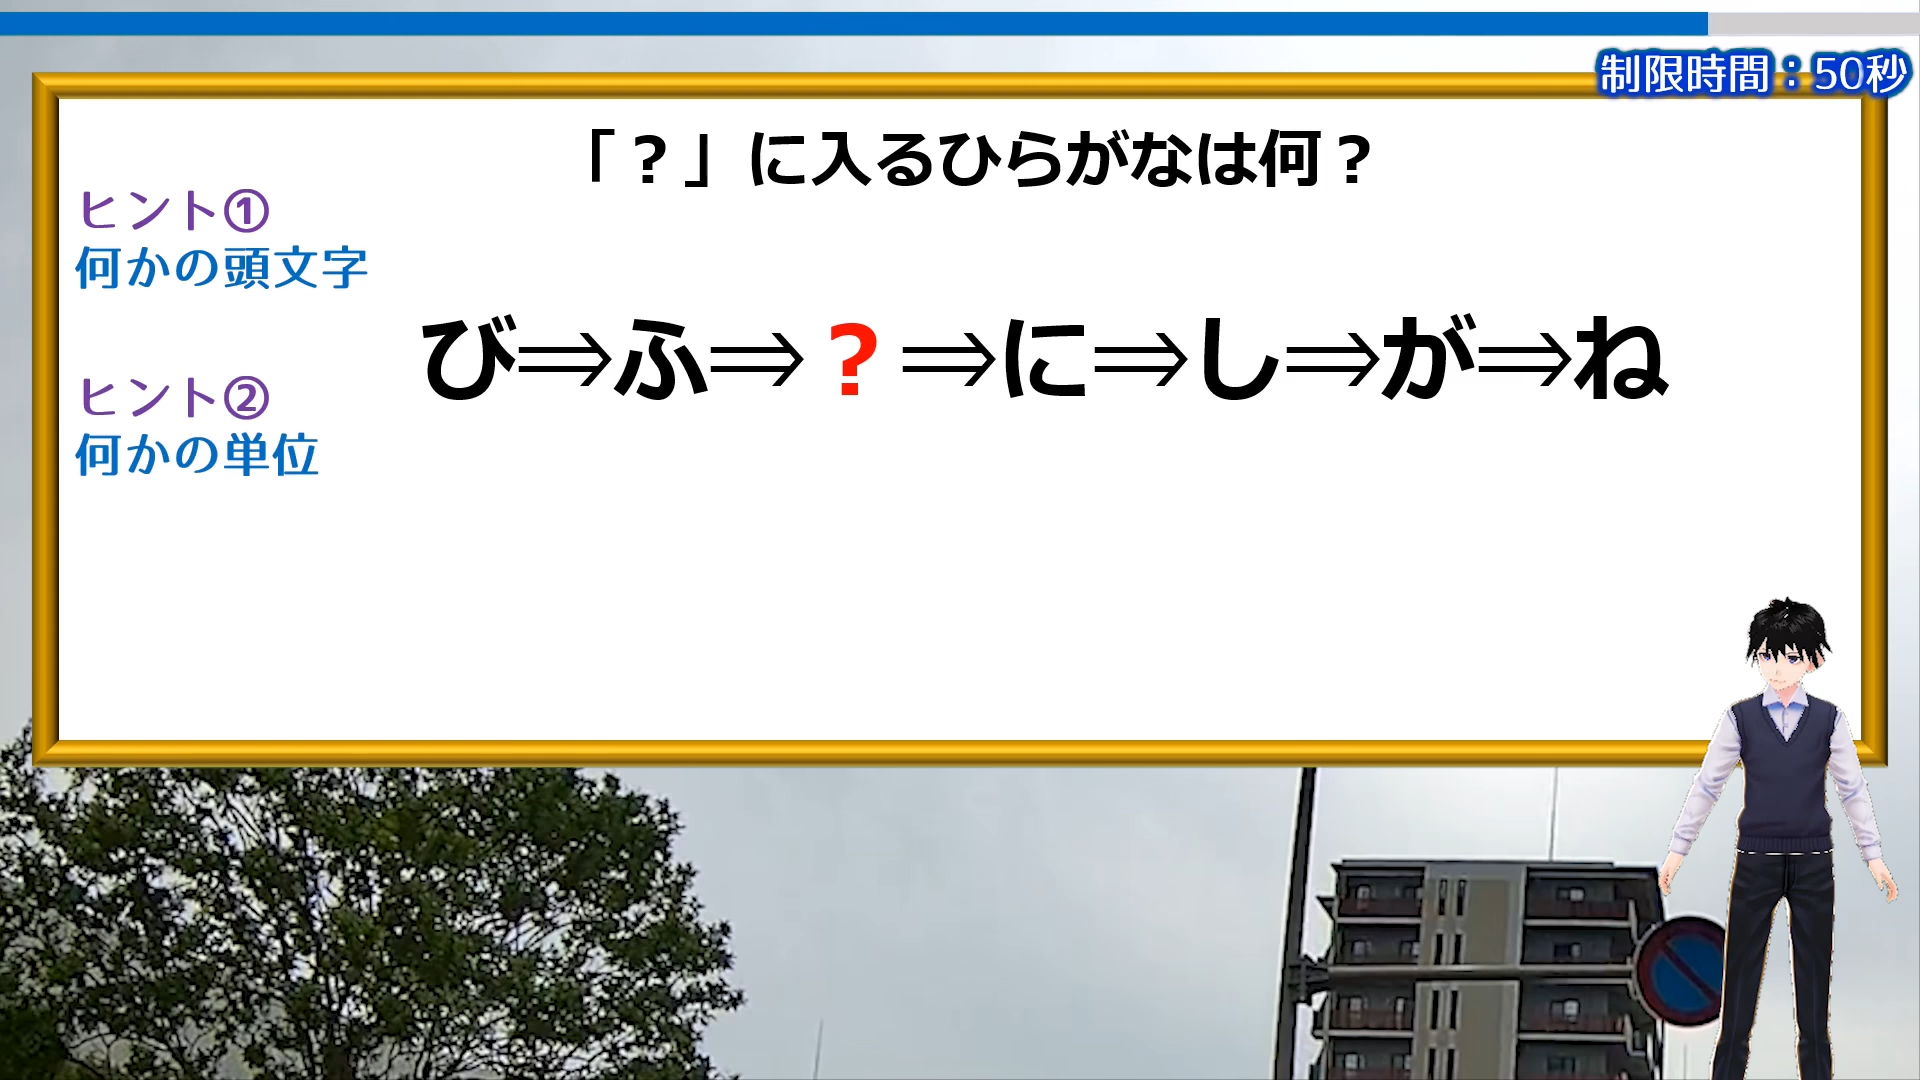 制限時間：50秒
「？」に入るひらがなは何？
ヒント①
何かの頭文字
び⇒ふ⇒？⇒に⇒し⇒が⇒ね
ヒント②
何かの単位